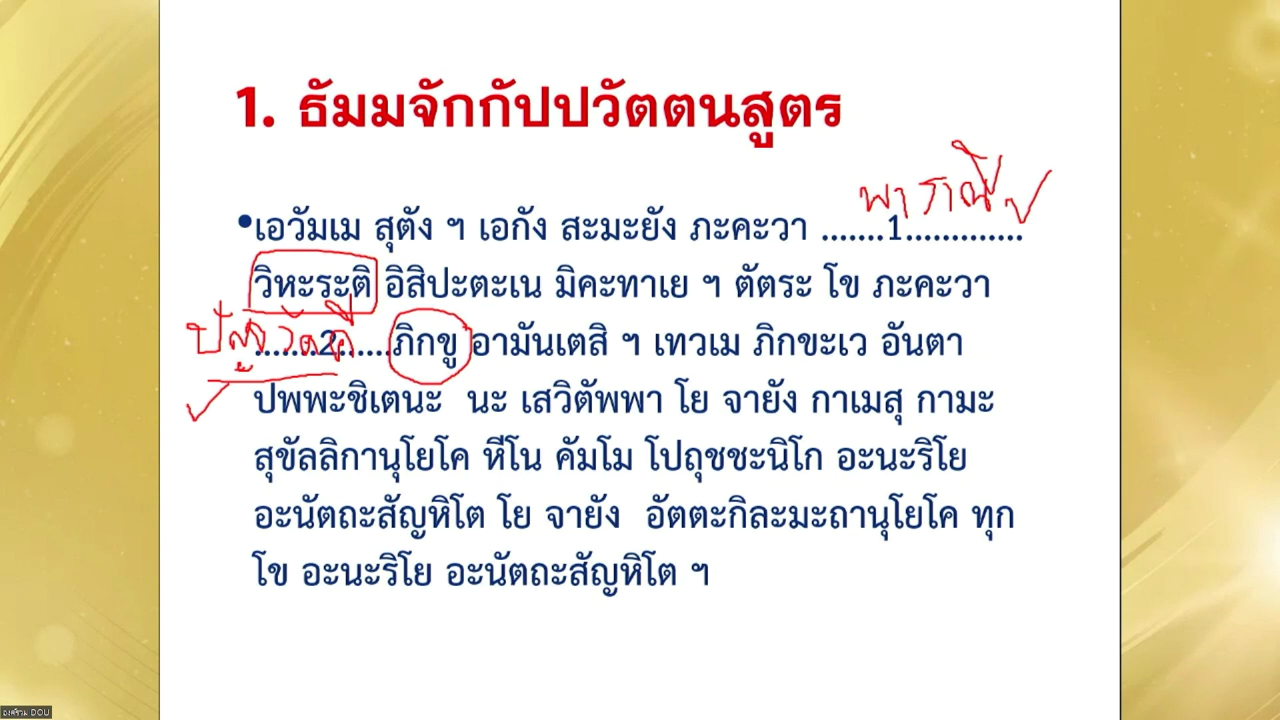 1. ธัมมจักกัปปวัตตนสูตร
พาราณสี
•เอวัมเม สุตัง ฯ เอกัง สะมะยัง ภะคะวา .......1.............
วิหะระติ อิสิปะตะเน มิคะทาเย ฯ ตัตระ โข ภะคะวา
ปัญจวัคคี
.......2......ภิกขู อามันเตสิ ฯ เทวเม ภิกขะเว อันตา
ปพพะชิเตนะ นะ เสวิตัพพา โย จายัง กาเมสุ กามะ
สุขัลลิกานุโยโค หีโน คัมโม โปถุชชะนิโก อะนะริโย
อะนัตถะสัญหิโต โย จายัง อัตตะกิละมะถานุโยโค ทุก
โข อะนะริโย อะนัตถะสัญหิโต ฯ
DOU